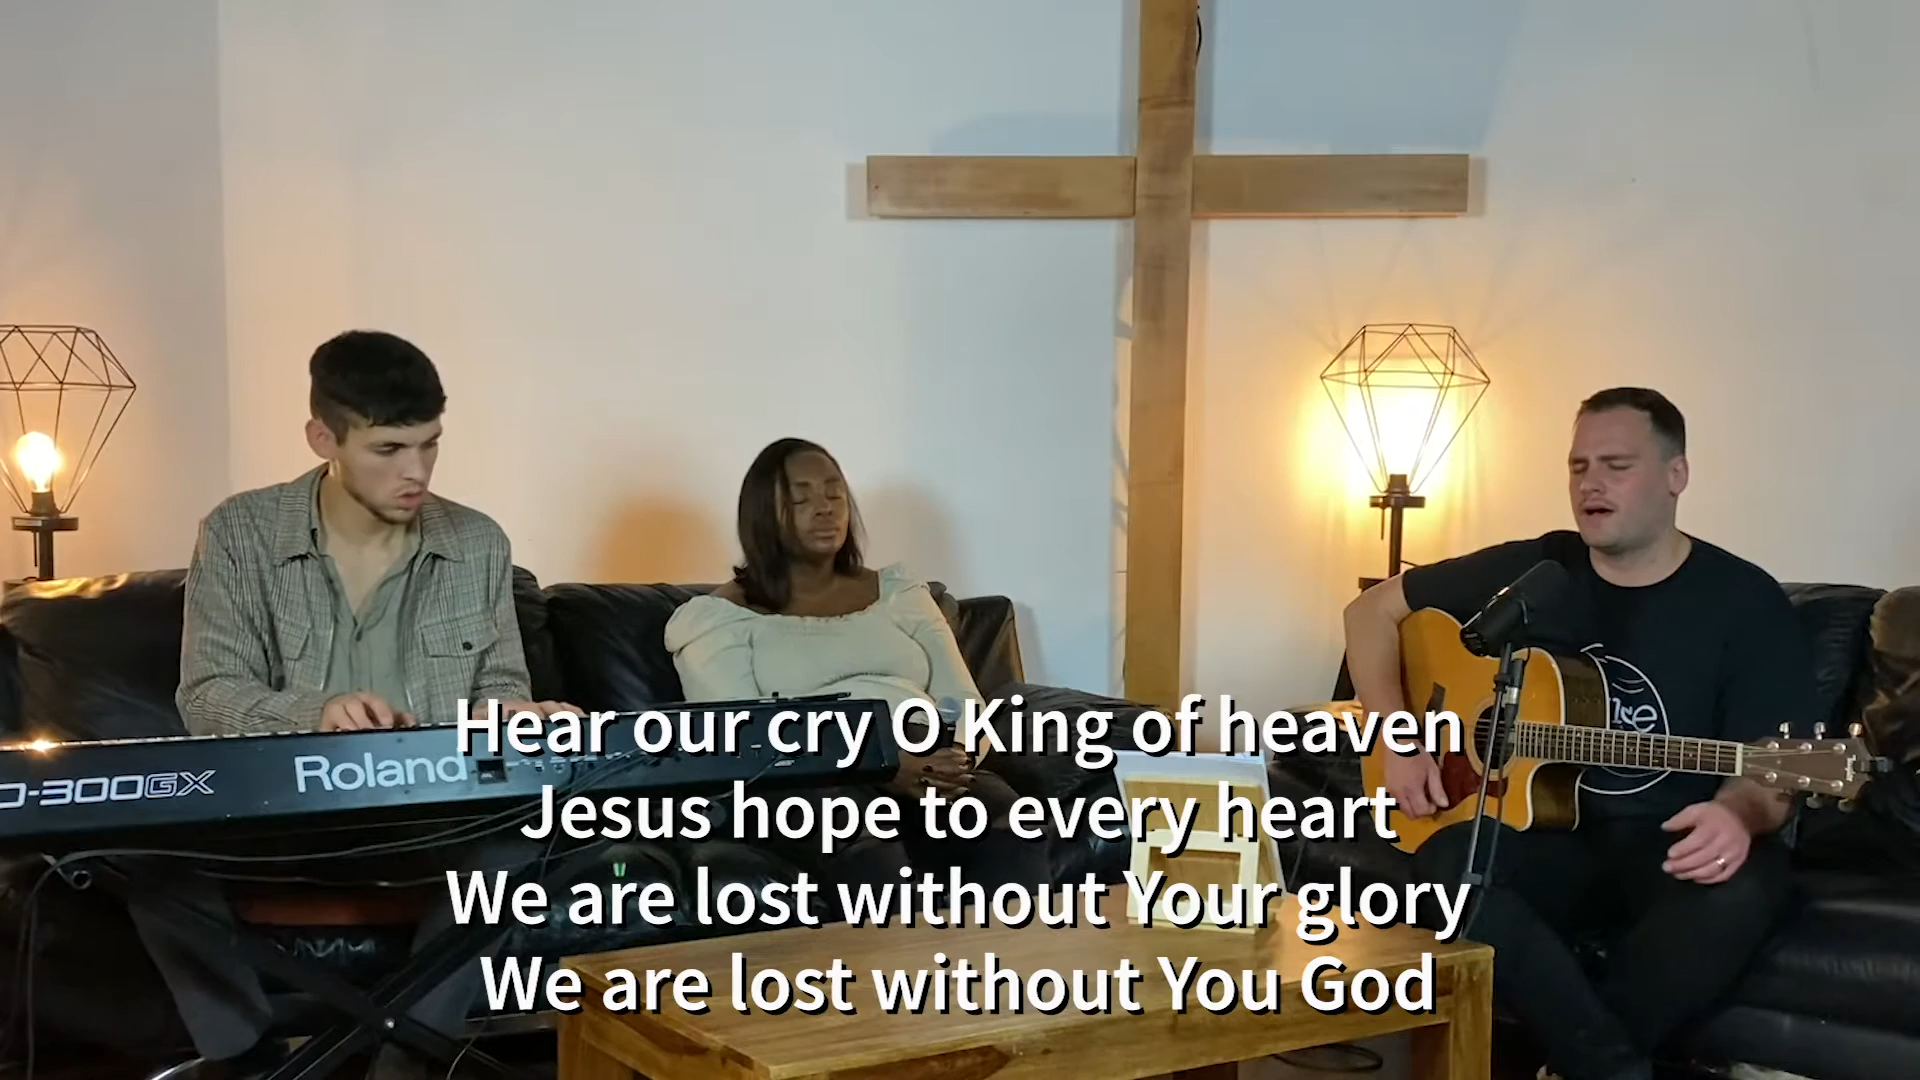 Roland
-300GX
Hear our cry O King of heaven
Jesus hope to every heart
We are lost without Your glory
We are lost without You God